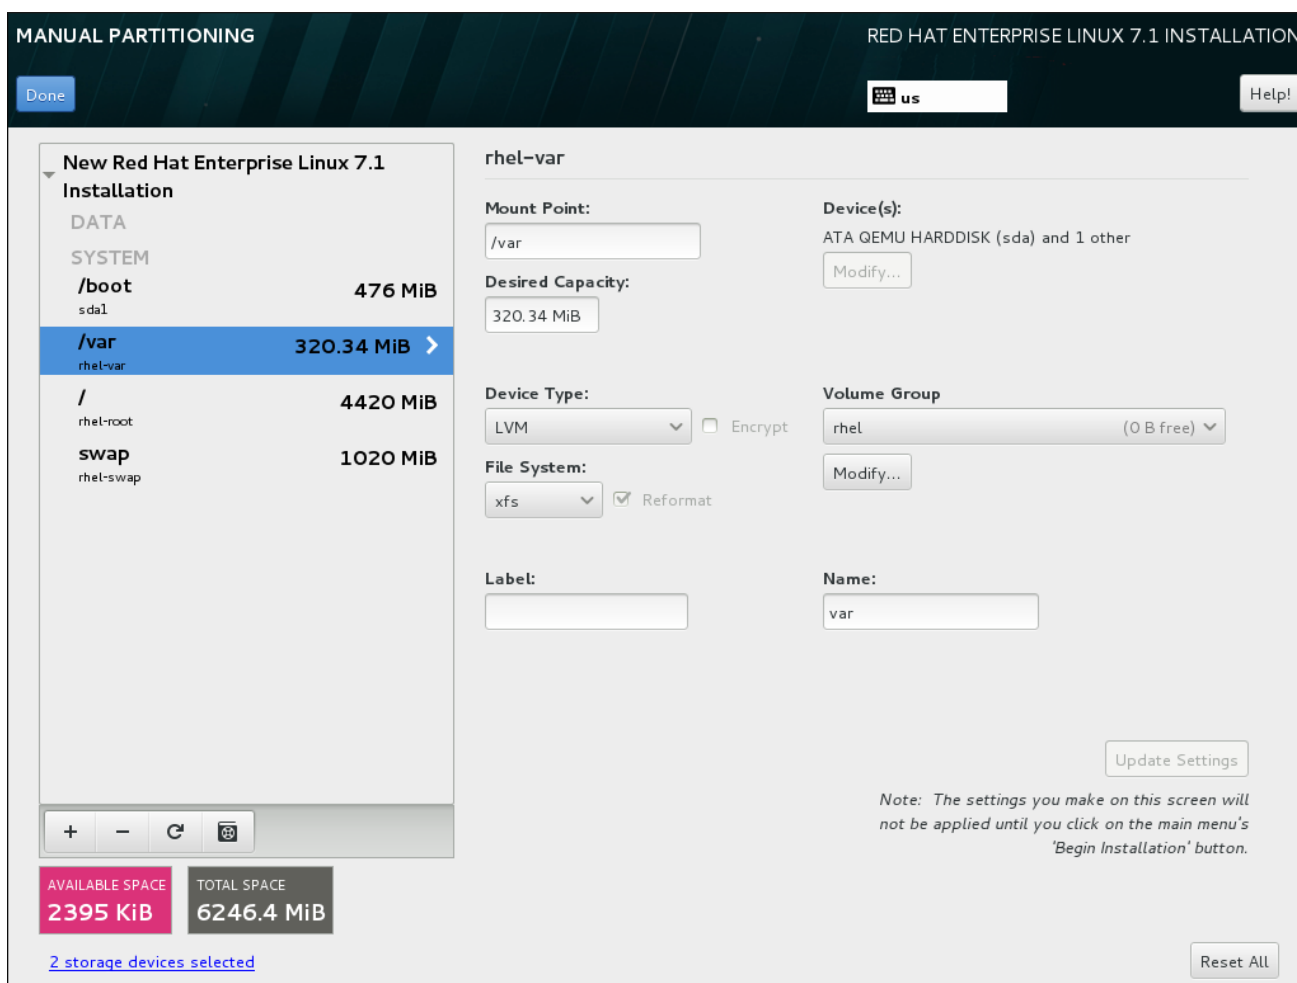 MANUAL PARTITIONING
RED HAT ENTERPRISE LINUX 7.1 INSTALLATION
Done
us
Help!
New Red Hat Enterprise Linux 7.1
Installation
DATA
SYSTEM
/boot
476 MiB
sda1
/var
320.34 MiB
rhel-var
/
4420 MiB
rhel-root
swap
1020 MiB
rhel-swap
+ −
AVAILABLE SPACE
2395 KiB
TOTAL SPACE
6246.4 MiB
2 storage devices selected
rhel-var
Mount Point:
/var
Desired Capacity:
320.34 MiB
Device(s):
ATA QEMU HARDDISK (sda) and 1 other
Modify...
Device Type:
LVM
Encrypt
File System:
xfs
Reformat
Volume Group
rhel (0 B free)
Modify...
Label:
Name:
var
Update Settings
Note: The settings you make on this screen will
not be applied until you click on the main menu's
'Begin Installation' button.
Reset All